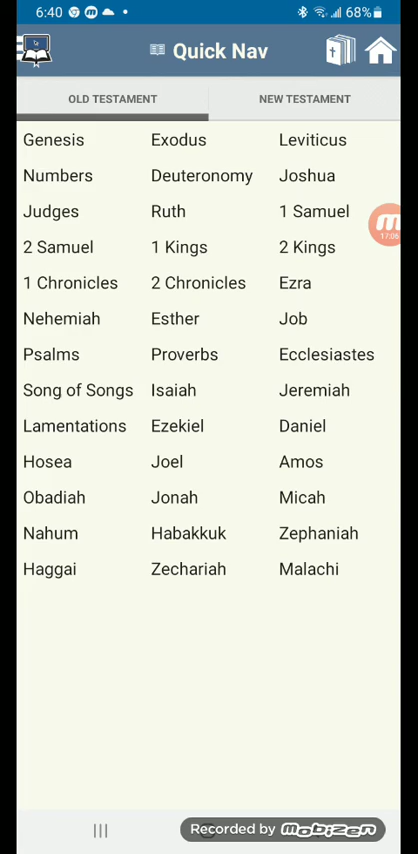 6:40 68%
Quick Nav
OLD TESTAMENT NEW TESTAMENT
Genesis Exodus Leviticus
Numbers Deuteronomy Joshua
Judges Ruth 1 Samuel
17:06
2 Samuel 1 Kings 2 Kings
1 Chronicles 2 Chronicles Ezra
Nehemiah Esther Job
Psalms Proverbs Ecclesiastes
Song of Songs Isaiah Jeremiah
Lamentations Ezekiel Daniel
Hosea Joel Amos
Obadiah Jonah Micah
Nahum Habakkuk Zephaniah
Haggai Zechariah Malachi
Recorded by mobizen